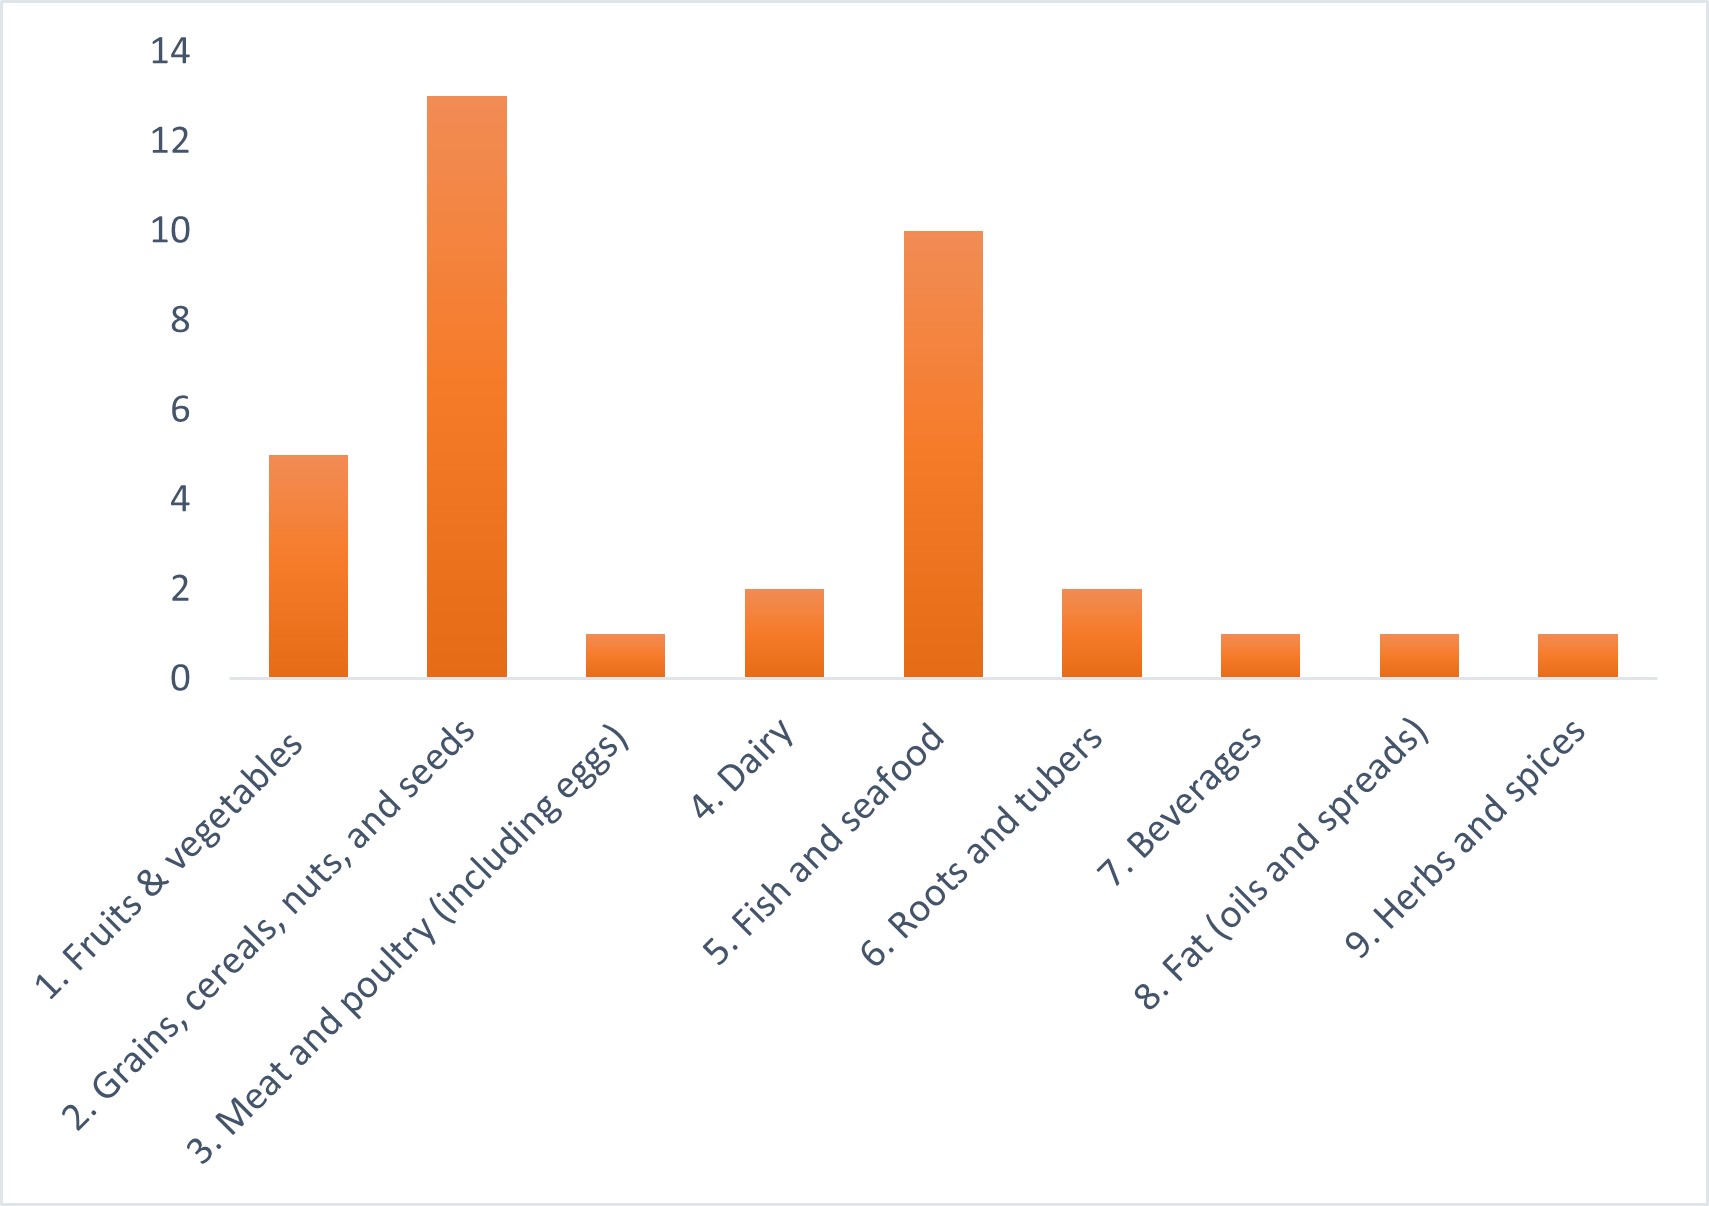 14
12
10
8
6
4
2
0
1. Fruits & vegetables
2. Grains, cereals, nuts, and seeds
3. Meat and poultry (including eggs)
4. Dairy
5. Fish and seafood
6. Roots and tubers
7. Beverages
8. Fat (oils and spreads)
9. Herbs and spices